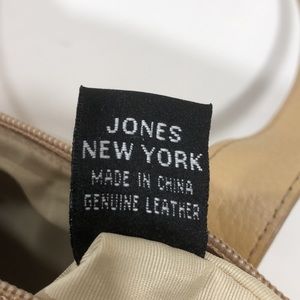 JONES
NEW YORK
MADE IN CHINA
GENUINE LEATHER